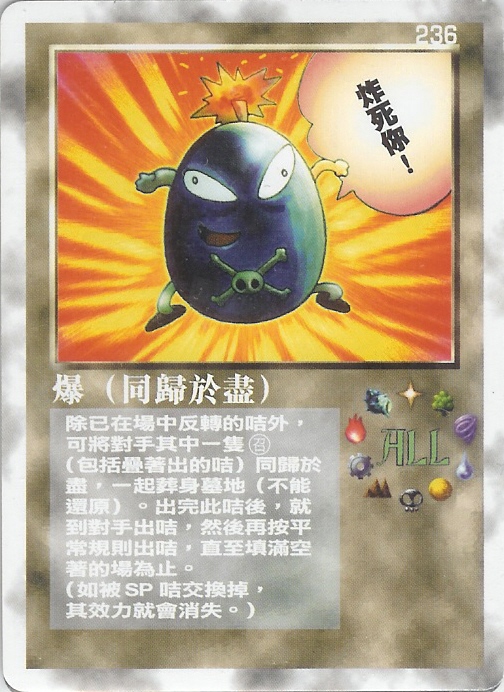 236
炸死你！
爆（同歸於盡）
除已在場中反轉的咭外，
可將對手其中一隻㊁召
（包括疊著出的咭）同歸於
盡，一起葬身墓地（不能
還原）。出完此咭後，就
到對手出咭，然後再按平
常規則出咭，直至填滿空
著的場為止。
（如被SP咭交換掉，
其效力就會消失。）
ALL